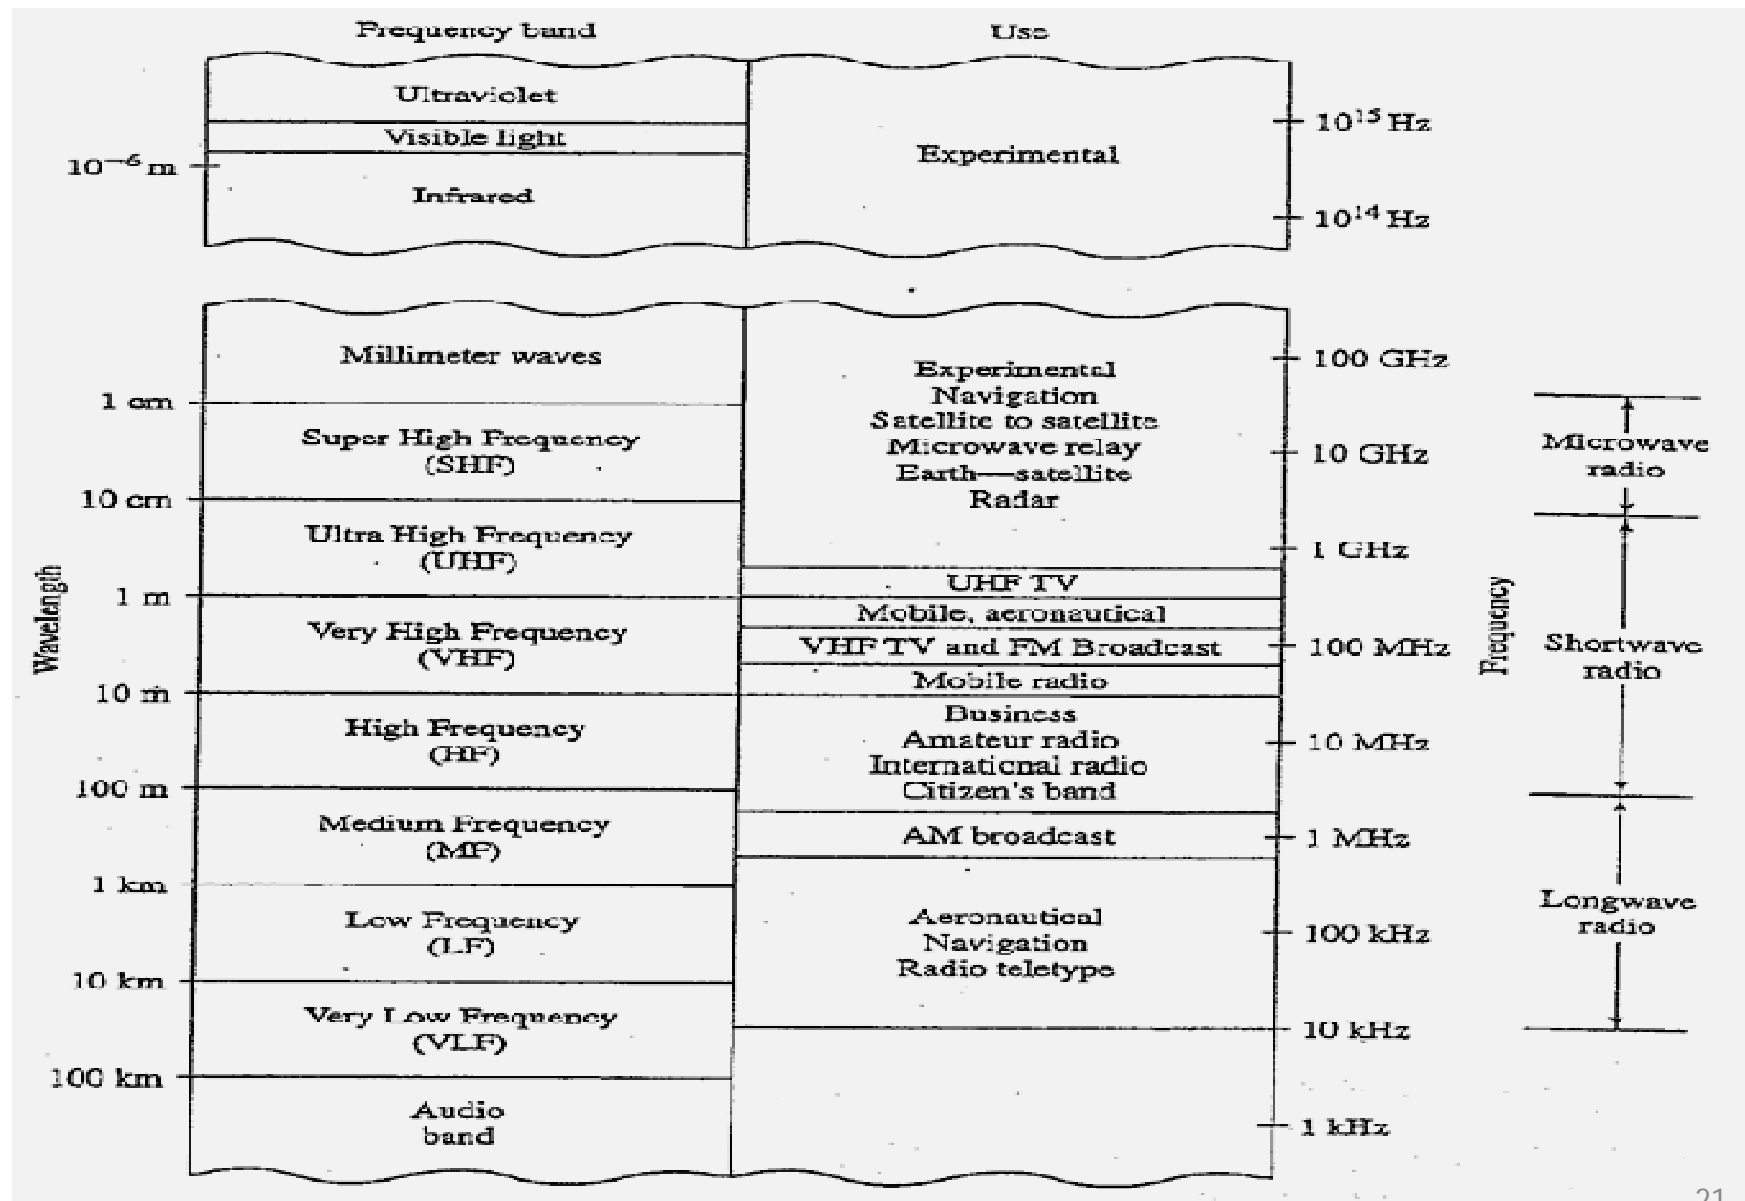 Frequency band
Use
Ultraviolet
Visible light
Infrared
Experimental
10⁻⁶ m
10¹⁵ Hz
10¹⁴ Hz
Millimeter waves
Super High Frequency
(SHF)
Ultra High Frequency
(UHF)
Very High Frequency
(VHF)
High Frequency
(HF)
Medium Frequency
(MF)
Low Frequency
(LF)
Very Low Frequency
(VLF)
Audio
band
Wavelength
1 cm
10 cm
1 m
10 m
100 m
1 km
10 km
100 km
Experimental
Navigation
Satellite to satellite
Microwave relay
Earth—satellite
Radar
UHF TV
Mobile, aeronautical
VHF TV and FM Broadcast
Mobile radio
Business
Amateur radio
International radio
Citizen's band
AM broadcast
Aeronautical
Navigation
Radio teletype
100 GHz
10 GHz
1 GHz
100 MHz
10 MHz
1 MHz
100 kHz
10 kHz
1 kHz
Frequency
Microwave
radio
Shortwave
radio
Longwave
radio
21